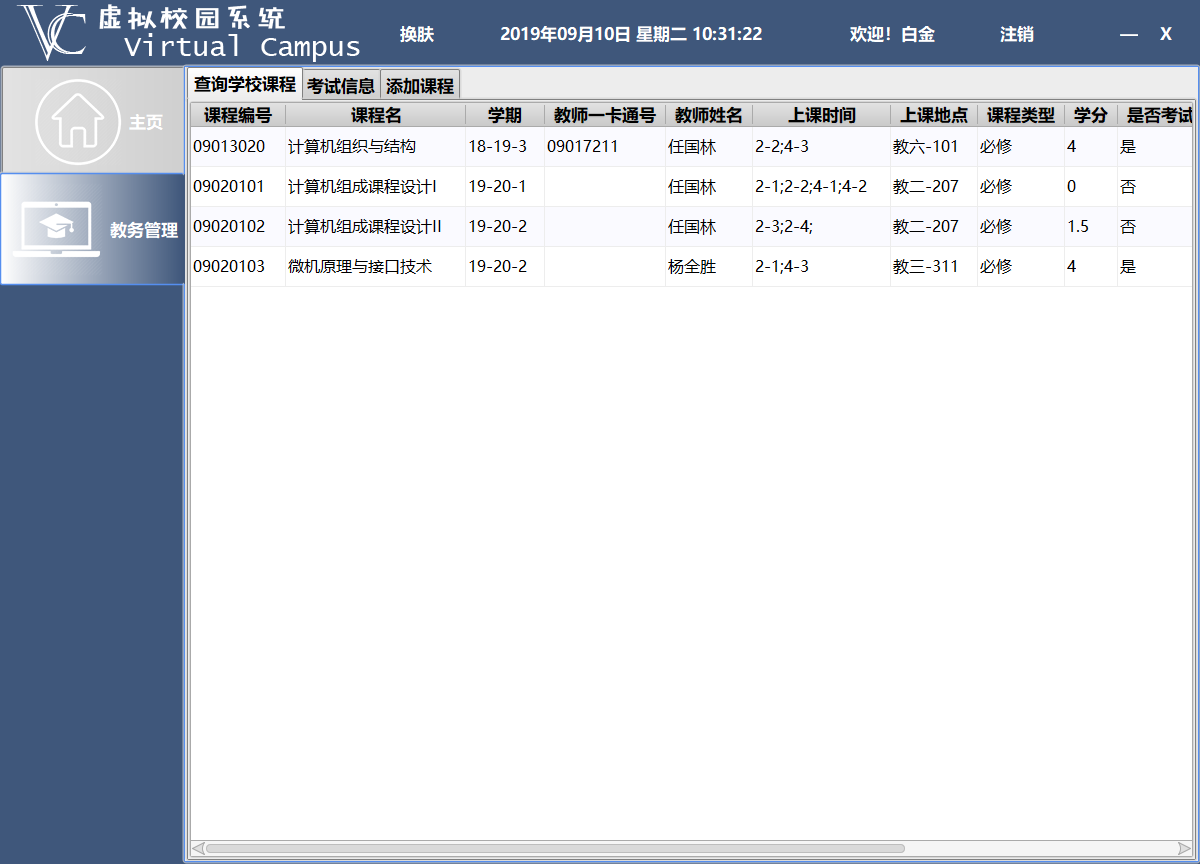 虚拟校园系统
Virtual Campus
换肤
2019年09月10日 星期二 10:31:22
欢迎！白金
注销
— X
主页
教务管理
查询学校课程 考试信息 添加课程
课程编号 课程名 学期 教师一卡通号 教师姓名 上课时间 上课地点 课程类型 学分 是否考试
09013020 计算机组织与结构 18-19-3 09017211 任国林 2-2;4-3 教六-101 必修 4 是
09020101 计算机组成课程设计I 19-20-1 任国林 2-1;2-2;4-1;4-2 教二-207 必修 0 否
09020102 计算机组成课程设计II 19-20-2 任国林 2-3;2-4; 教二-207 必修 1.5 否
09020103 微机原理与接口技术 19-20-2 杨全胜 2-1;4-3 教三-311 必修 4 是